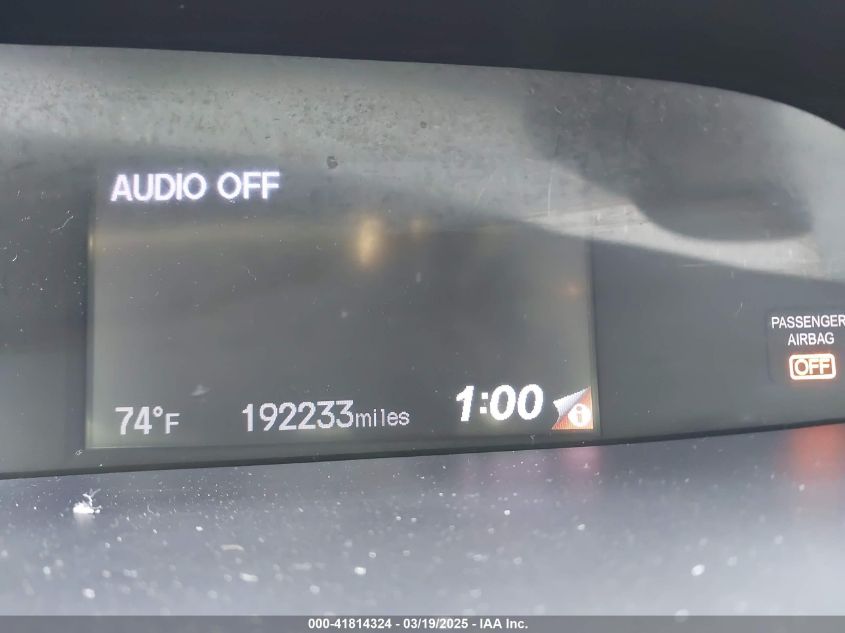 AUDIO OFF
PASSENGER
AIRBAG
OFF
74°F 192233miles 1:00 i
000-41814324 - 03/19/2025 - IAA Inc.